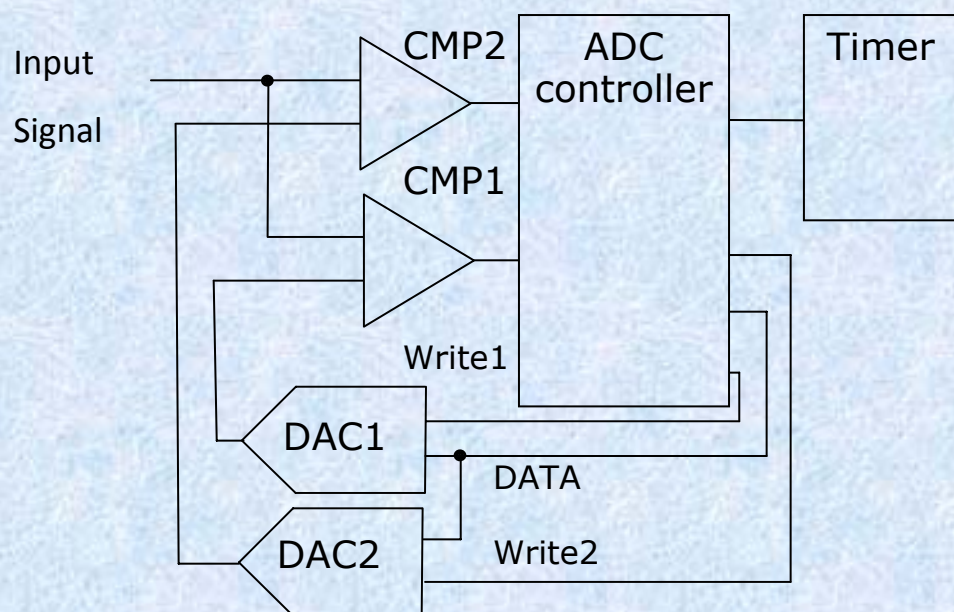 Input
Signal
CMP2
CMP1
ADC
controller
Timer
Write1
DAC1
DATA
DAC2
Write2